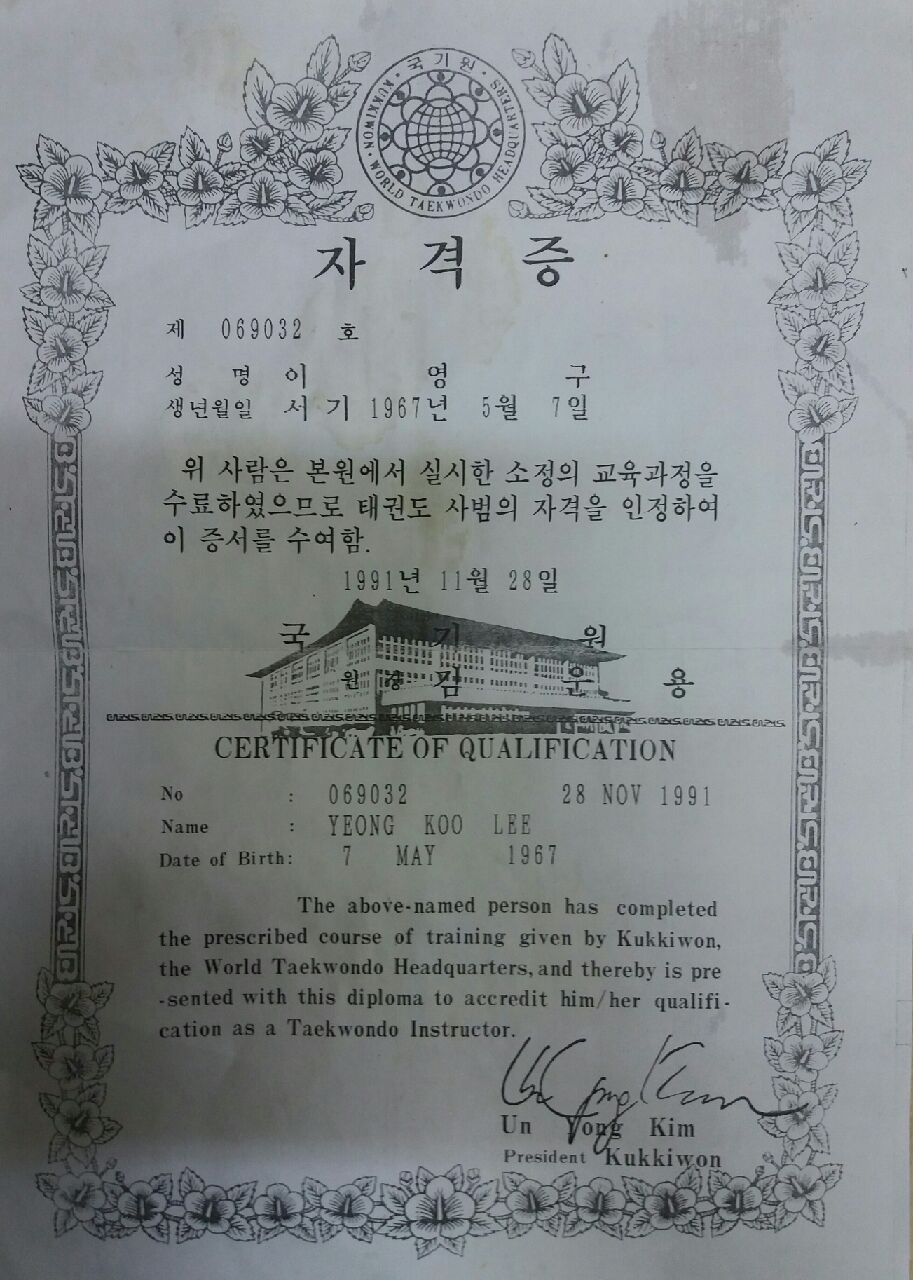 ·국기원·
KUKKIWON · WORLD TAEKWONDO HEADQUARTERS
자 격 증
제 069032 호
성 명 이 영 구
생년월일 서기 1967년 5월 7일
위 사람은 본원에서 실시한 소정의 교육과정을
수료하였으므로 태권도 사범의 자격을 인정하여
이 증서를 수여함.
1991년 11월 28일
국 기 원
원 장 김 운 용
CERTIFICATE OF QUALIFICATION
No : 069032 28 NOV 1991
Name : YEONG KOO LEE
Date of Birth: 7 MAY 1967
The above-named person has completed
the prescribed course of training given by Kukkiwon,
the World Taekwondo Headquarters, and thereby is pre
-sented with this diploma to accredit him/her qualifi-
cation as a Taekwondo Instructor.
Un Yong Kim
Un Yong Kim
President Kukkiwon